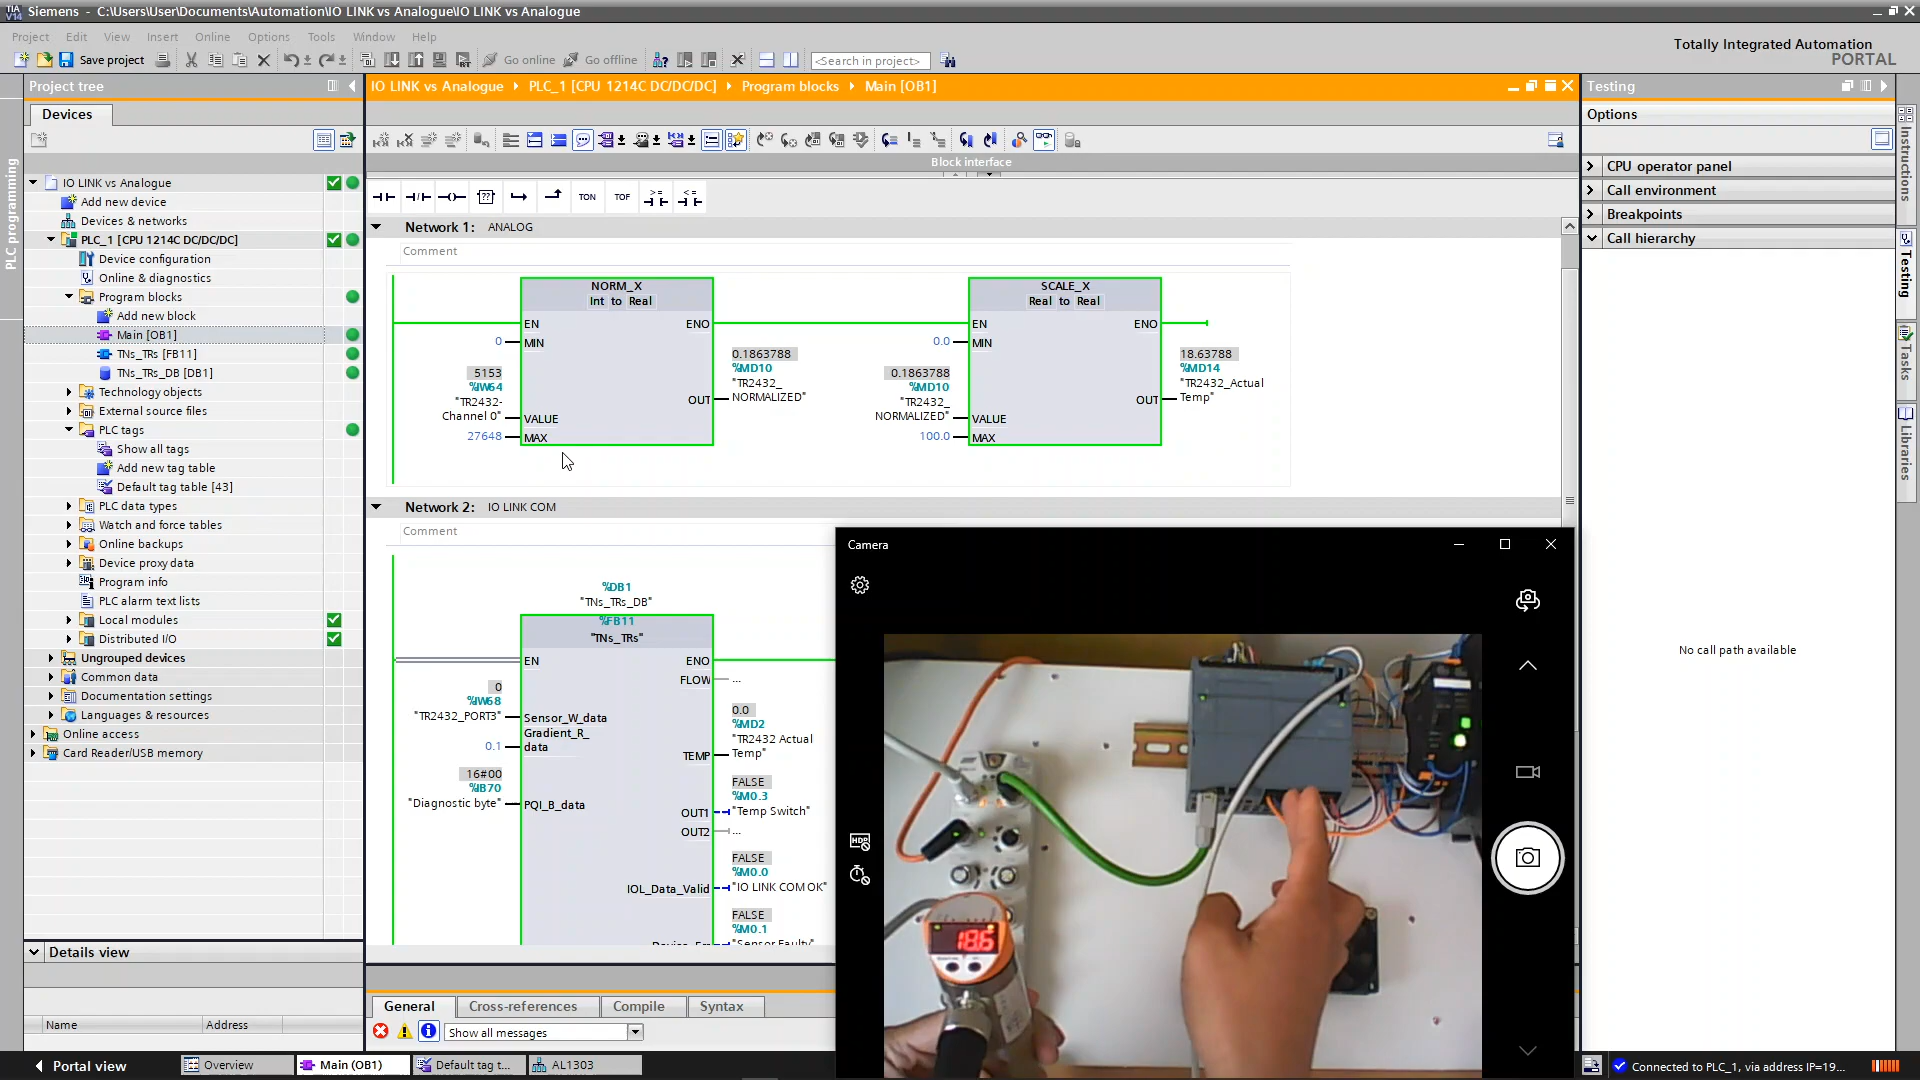 TIA V14 Siemens - C:\Users\User\Documents\Automation\IO LINK vs Analogue\IO LINK vs Analogue
Project Edit View Insert Online Options Tools Window Help
Totally Integrated Automation
PORTAL
Save project Go online Go offline <Search in project>
Project tree
IO LINK vs Analogue PLC_1 [CPU 1214C DC/DC/DC] Program blocks Main [OB1]
Testing
Devices
Options
PLC programming
Block interface
CPU operator panel
Call environment
Breakpoints
Call hierarchy
No call path available
Instructions
Testing
Tasks
Libraries
IO LINK vs Analogue
Add new device
Devices & networks
PLC_1 [CPU 1214C DC/DC/DC]
Device configuration
Online & diagnostics
Program blocks
Add new block
Main [OB1]
TNs_TRs [FB11]
TNs_TRs_DB [DB1]
Technology objects
External source files
PLC tags
Show all tags
Add new tag table
Default tag table [43]
PLC data types
Watch and force tables
Online backups
Device proxy data
Program info
PLC alarm text lists
Local modules
Distributed I/O
Ungrouped devices
Common data
Documentation settings
Languages & resources
Online access
Card Reader/USB memory
Details view
Name Address
?? TON TOF >= <=
Network 1: ANALOG
Comment
NORM_X
Int to Real
EN ENO
0 MIN
5153
%IW64
"TR2432-
Channel 0" VALUE
27648 MAX
OUT
0.1863788
%MD10
"TR2432_
NORMALIZED"
SCALE_X
Real to Real
EN ENO
0.0 MIN
0.1863788
%MD10
"TR2432_
NORMALIZED" VALUE
100.0 MAX
OUT
18.63788
%MD14
"TR2432_Actual
Temp"
Network 2: IO LINK COM
Comment
%DB1
"TNs_TRs_DB"
%FB11
"TNs_TRs"
EN ENO
FLOW ...
0
%IW68
"TR2432_PORT3" Sensor_W_data
Gradient_R_
0.1 data
16#00
%IB70
"Diagnostic byte" PQI_B_data
0.0
%MD2
"TR2432 Actual
TEMP Temp"
FALSE
%M0.3
OUT1 "Temp Switch"
OUT2 ...
FALSE
%M0.0
IOL_Data_Valid "IO LINK COM OK"
FALSE
%M0.1
"Sensor Faulty"
Camera
HDR
18.6
General Cross-references Compile Syntax
Show all messages
Portal view Overview Main (OB1) Default tag t... AL1303
Connected to PLC_1, via address IP=19...